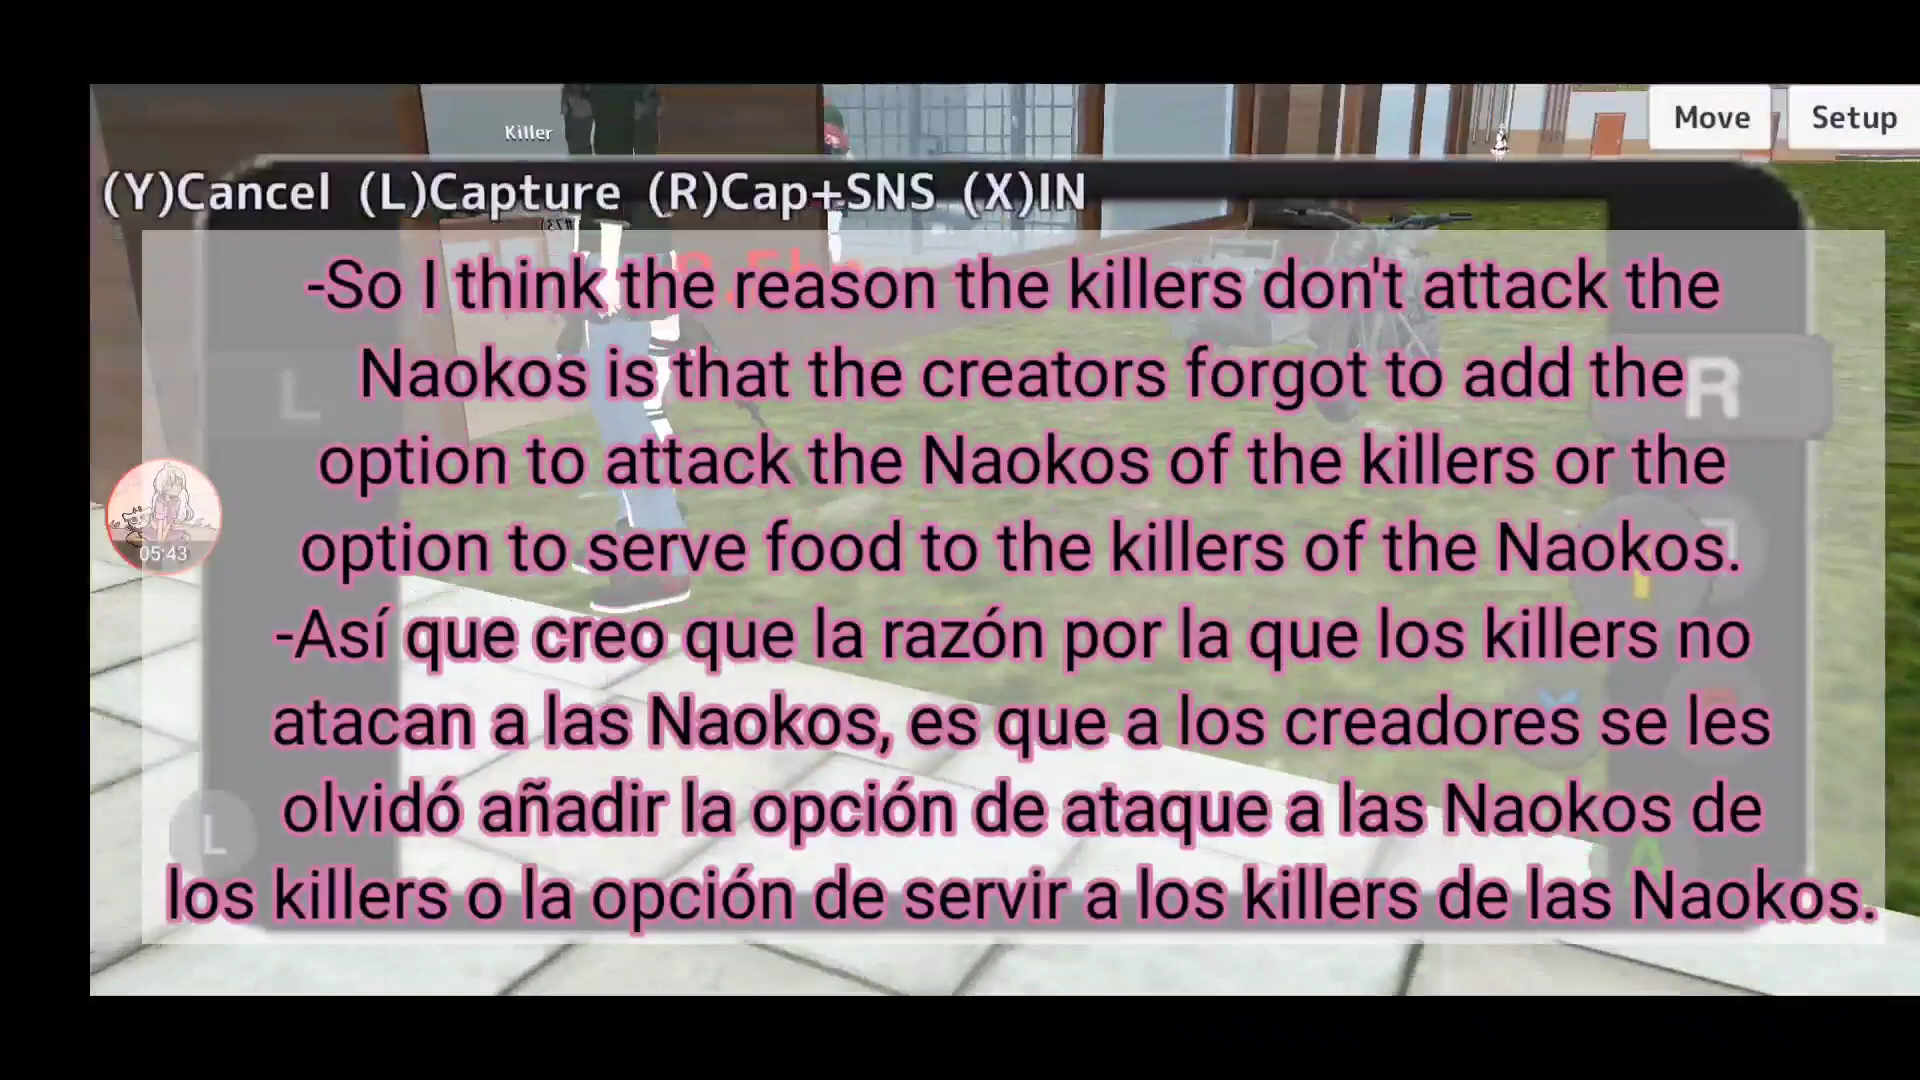 Killer
Move
Setup
(Y)Cancel (L)Capture (R)Cap+SNS (X)IN
-So I think the reason the killers don't attack the
Naokos is that the creators forgot to add the
option to attack the Naokos of the killers or the
option to serve food to the killers of the Naokos.
-Así que creo que la razón por la que los killers no
atacan a las Naokos, es que a los creadores se les
olvidó añadir la opción de ataque a las Naokos de
los killers o la opción de servir a los killers de las Naokos.
L
R
05:43
L
A